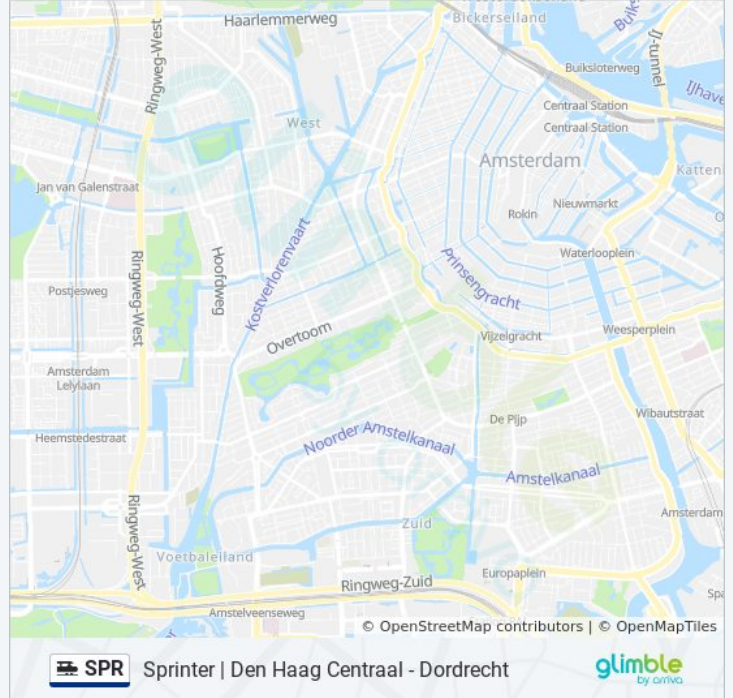 Haarlemmerweg
Bickerseiland
Buiks
IJ-tunnel
Ringweg-West
Buiksloterweg
IJhave
Centraal Station
West
Centraal Station
Amsterdam
Katten
Jan van Galenstraat
Nieuwmarkt
Rokin
O
Kostverlorenvaart
Hoofdweg
Waterlooplein
Prinsengracht
Postjesweg
Ringweg-West
Overtoom
Vijzelgracht
Weesperplein
Amsterdam
Lelylaan
De Pijp
Wibautstraat
Heemstedestraat
Noorder Amstelkanaal
Amstelkanaal
Amsterdam
Zuid
Ringweg-West
Voetbaleiland
Europaplein
Ringweg-Zuid
Spa
Amstelveenseweg
er
© OpenStreetMap contributors | © OpenMapTiles
SPR Sprinter | Den Haag Centraal - Dordrecht
glimble
by arriva